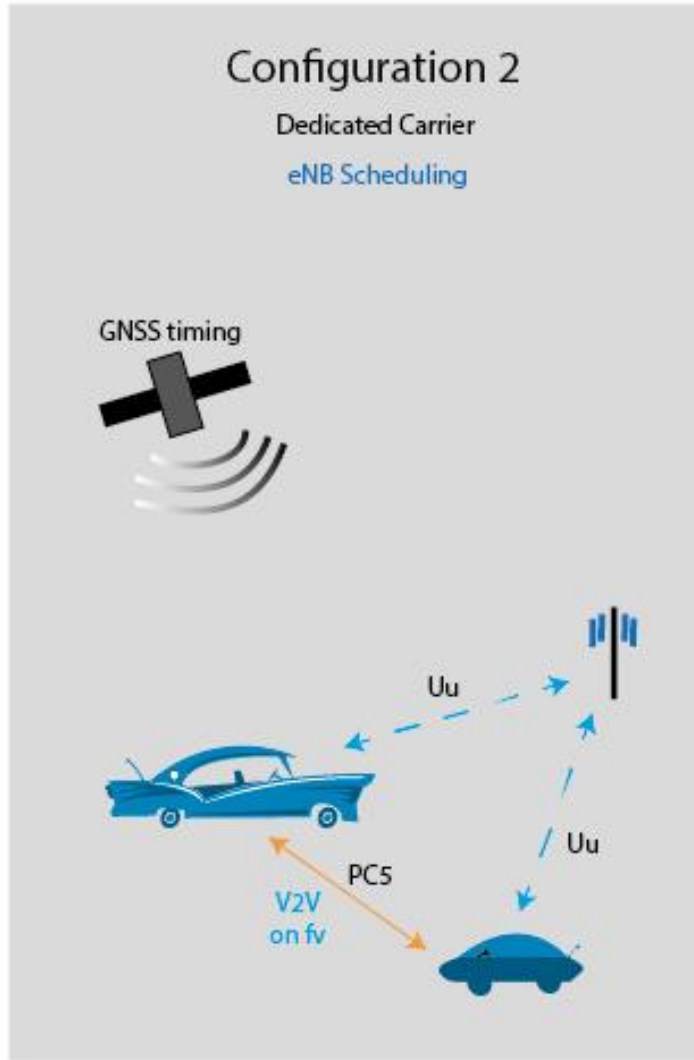 Configuration 2
Dedicated Carrier
eNB Scheduling
GNSS timing
Uu
Uu
PC5
V2V
on fv